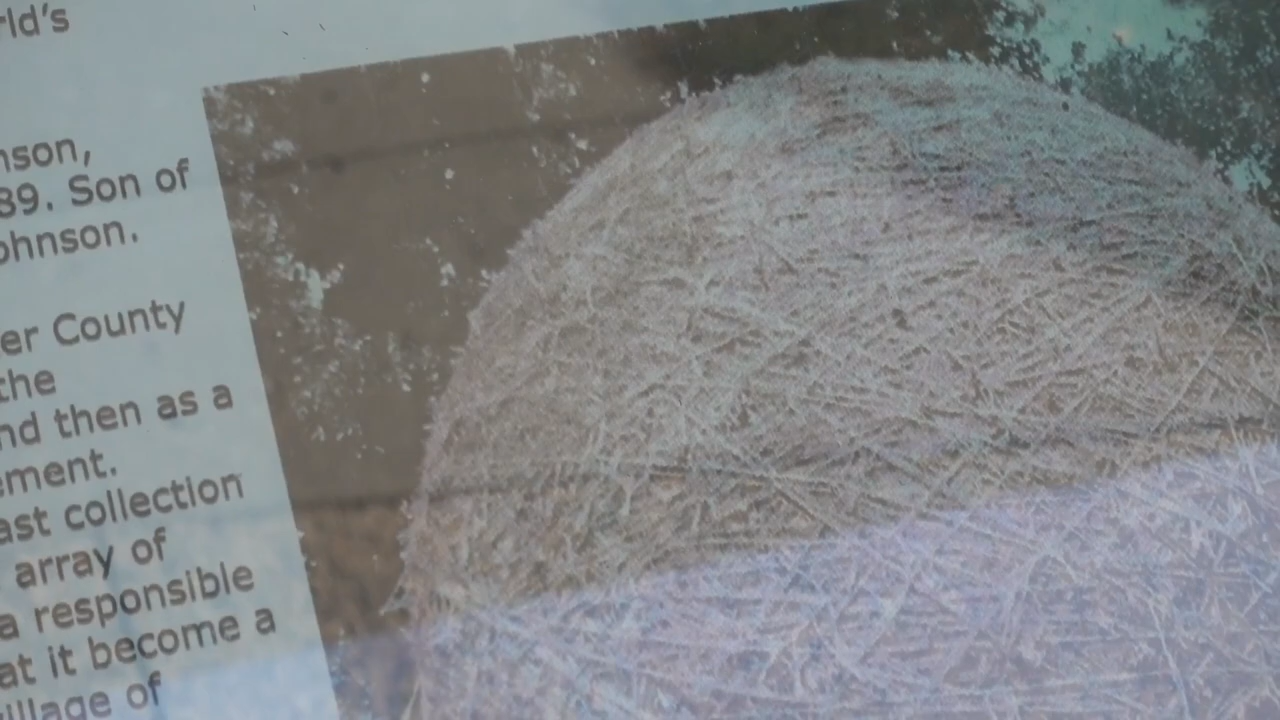 rld's
nson,
89. Son of
ohnson.
er County
the
nd then as a
ement.
ast collection
array of
a responsible
at it become a
illage of